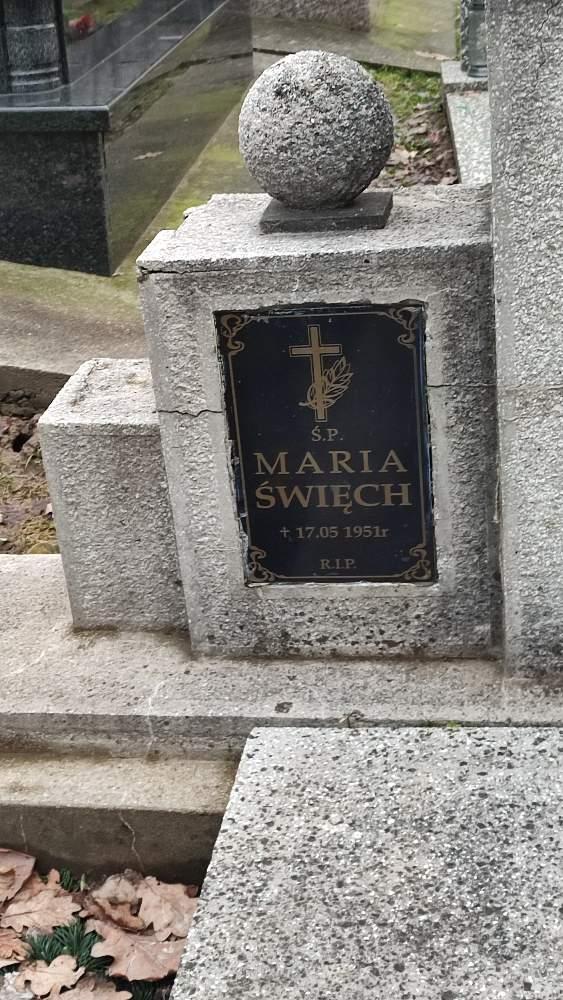 Ś.P.
MARIA
ŚWIĘCH
✝ 17.05 1951r
R.I.P.